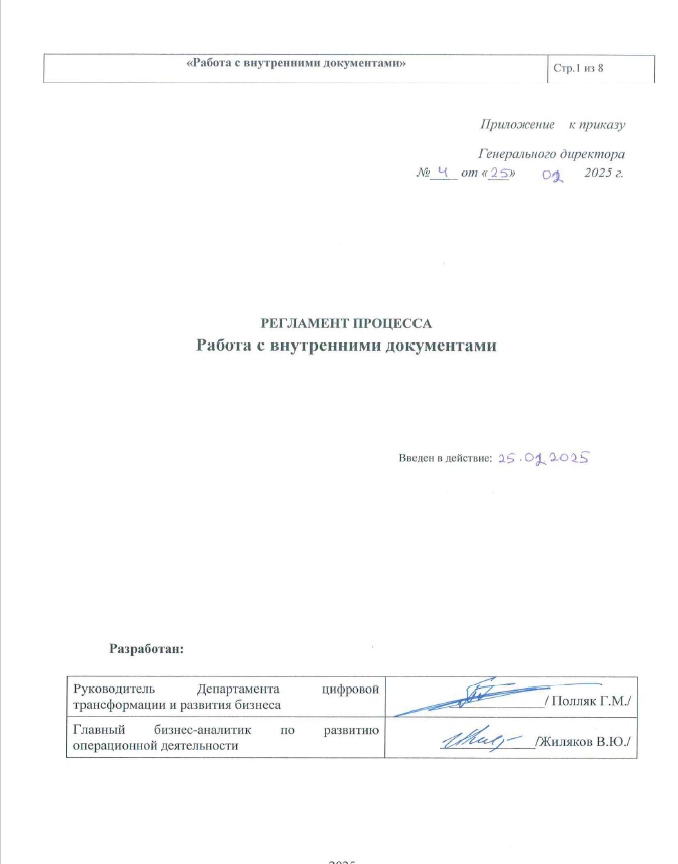 «Работа с внутренними документами»
Стр.1 из 8
Приложение к приказу
Генерального директора
№ 4 от «25» 01 2025 г.
РЕГЛАМЕНТ ПРОЦЕССА
Работа с внутренними документами
Введен в действие: 25.01.2025
Разработан:
Руководитель Департамента цифровой
трансформации и развития бизнеса
/ Полляк Г.М./
Главный бизнес-аналитик по развитию
операционной деятельности
/Жиляков В.Ю./
2025